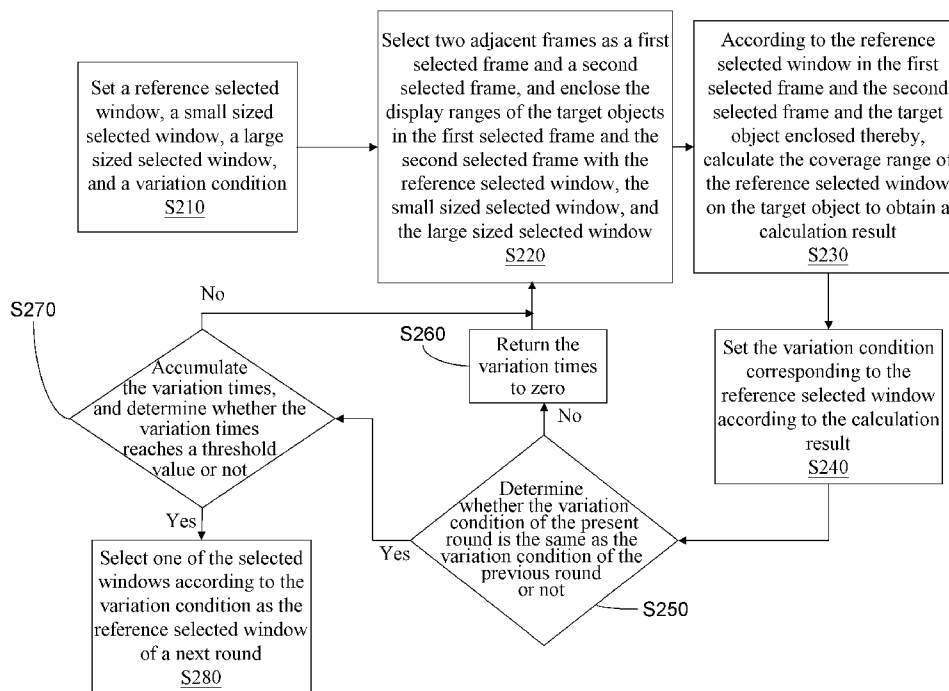 Set a reference selected
window, a small sized
selected window, a large
sized selected window,
and a variation condition
S210
Select two adjacent frames as a first
selected frame and a second
selected frame, and enclose the
display ranges of the target objects
in the first selected frame and the
second selected frame with the
reference selected window, the
small sized selected window, and
the large sized selected window
S220
According to the reference
selected window in the first
selected frame and the second
selected frame and the target
object enclosed thereby,
calculate the coverage range of
the reference selected window
on the target object to obtain a
calculation result
S230
Set the variation condition
corresponding to the
reference selected window
according to the calculation
result
S240
Determine
whether the variation
condition of the present
round is the same as the
variation condition of the
previous round
or not
S250
No
Yes
S260
Return the
variation times
to zero
S270
Accumulate
the variation times,
and determine whether the
variation times
reaches a threshold
value or not
No
Yes
Select one of the selected
windows according to the
variation condition as the
reference selected window
of a next round
S280